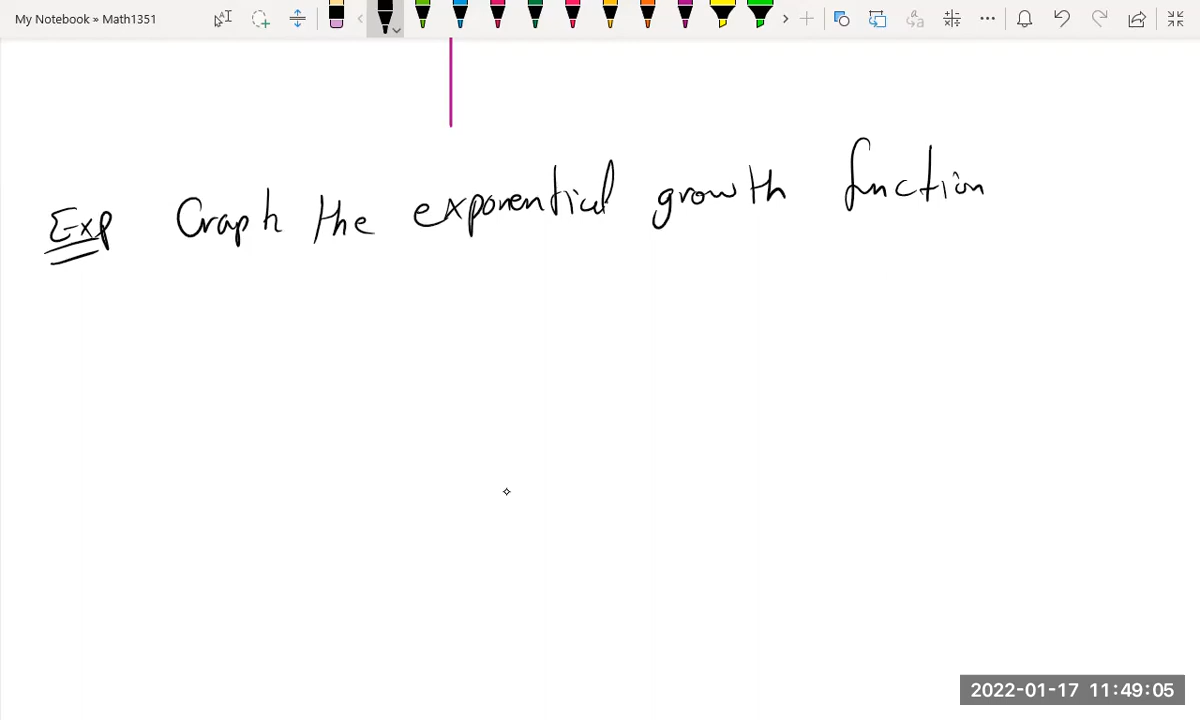 My Notebook » Math1351
Exp Graph the exponential growth function
2022-01-17 11:49:05